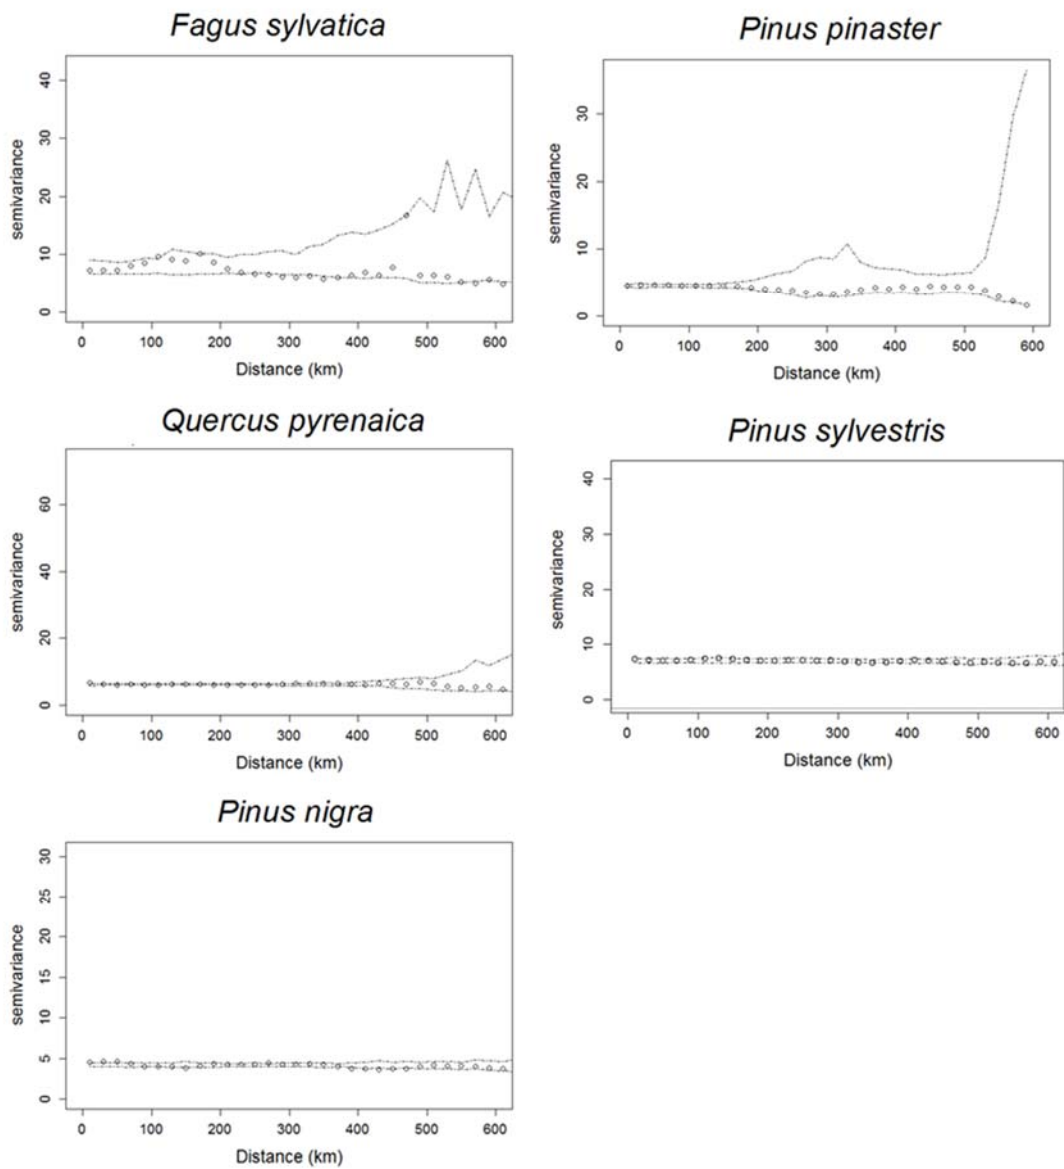 Fagus sylvatica
semivariance
40
30
20
10
0
0 100 200 300 400 500 600
Distance (km)
Pinus pinaster
semivariance
30
20
10
0
0 100 200 300 400 500 600
Distance (km)
Quercus pyrenaica
semivariance
60
40
20
0
0 100 200 300 400 500 600
Distance (km)
Pinus sylvestris
semivariance
40
30
20
10
0
0 100 200 300 400 500 600
Distance (km)
Pinus nigra
semivariance
30
25
20
15
10
5
0
0 100 200 300 400 500 600
Distance (km)